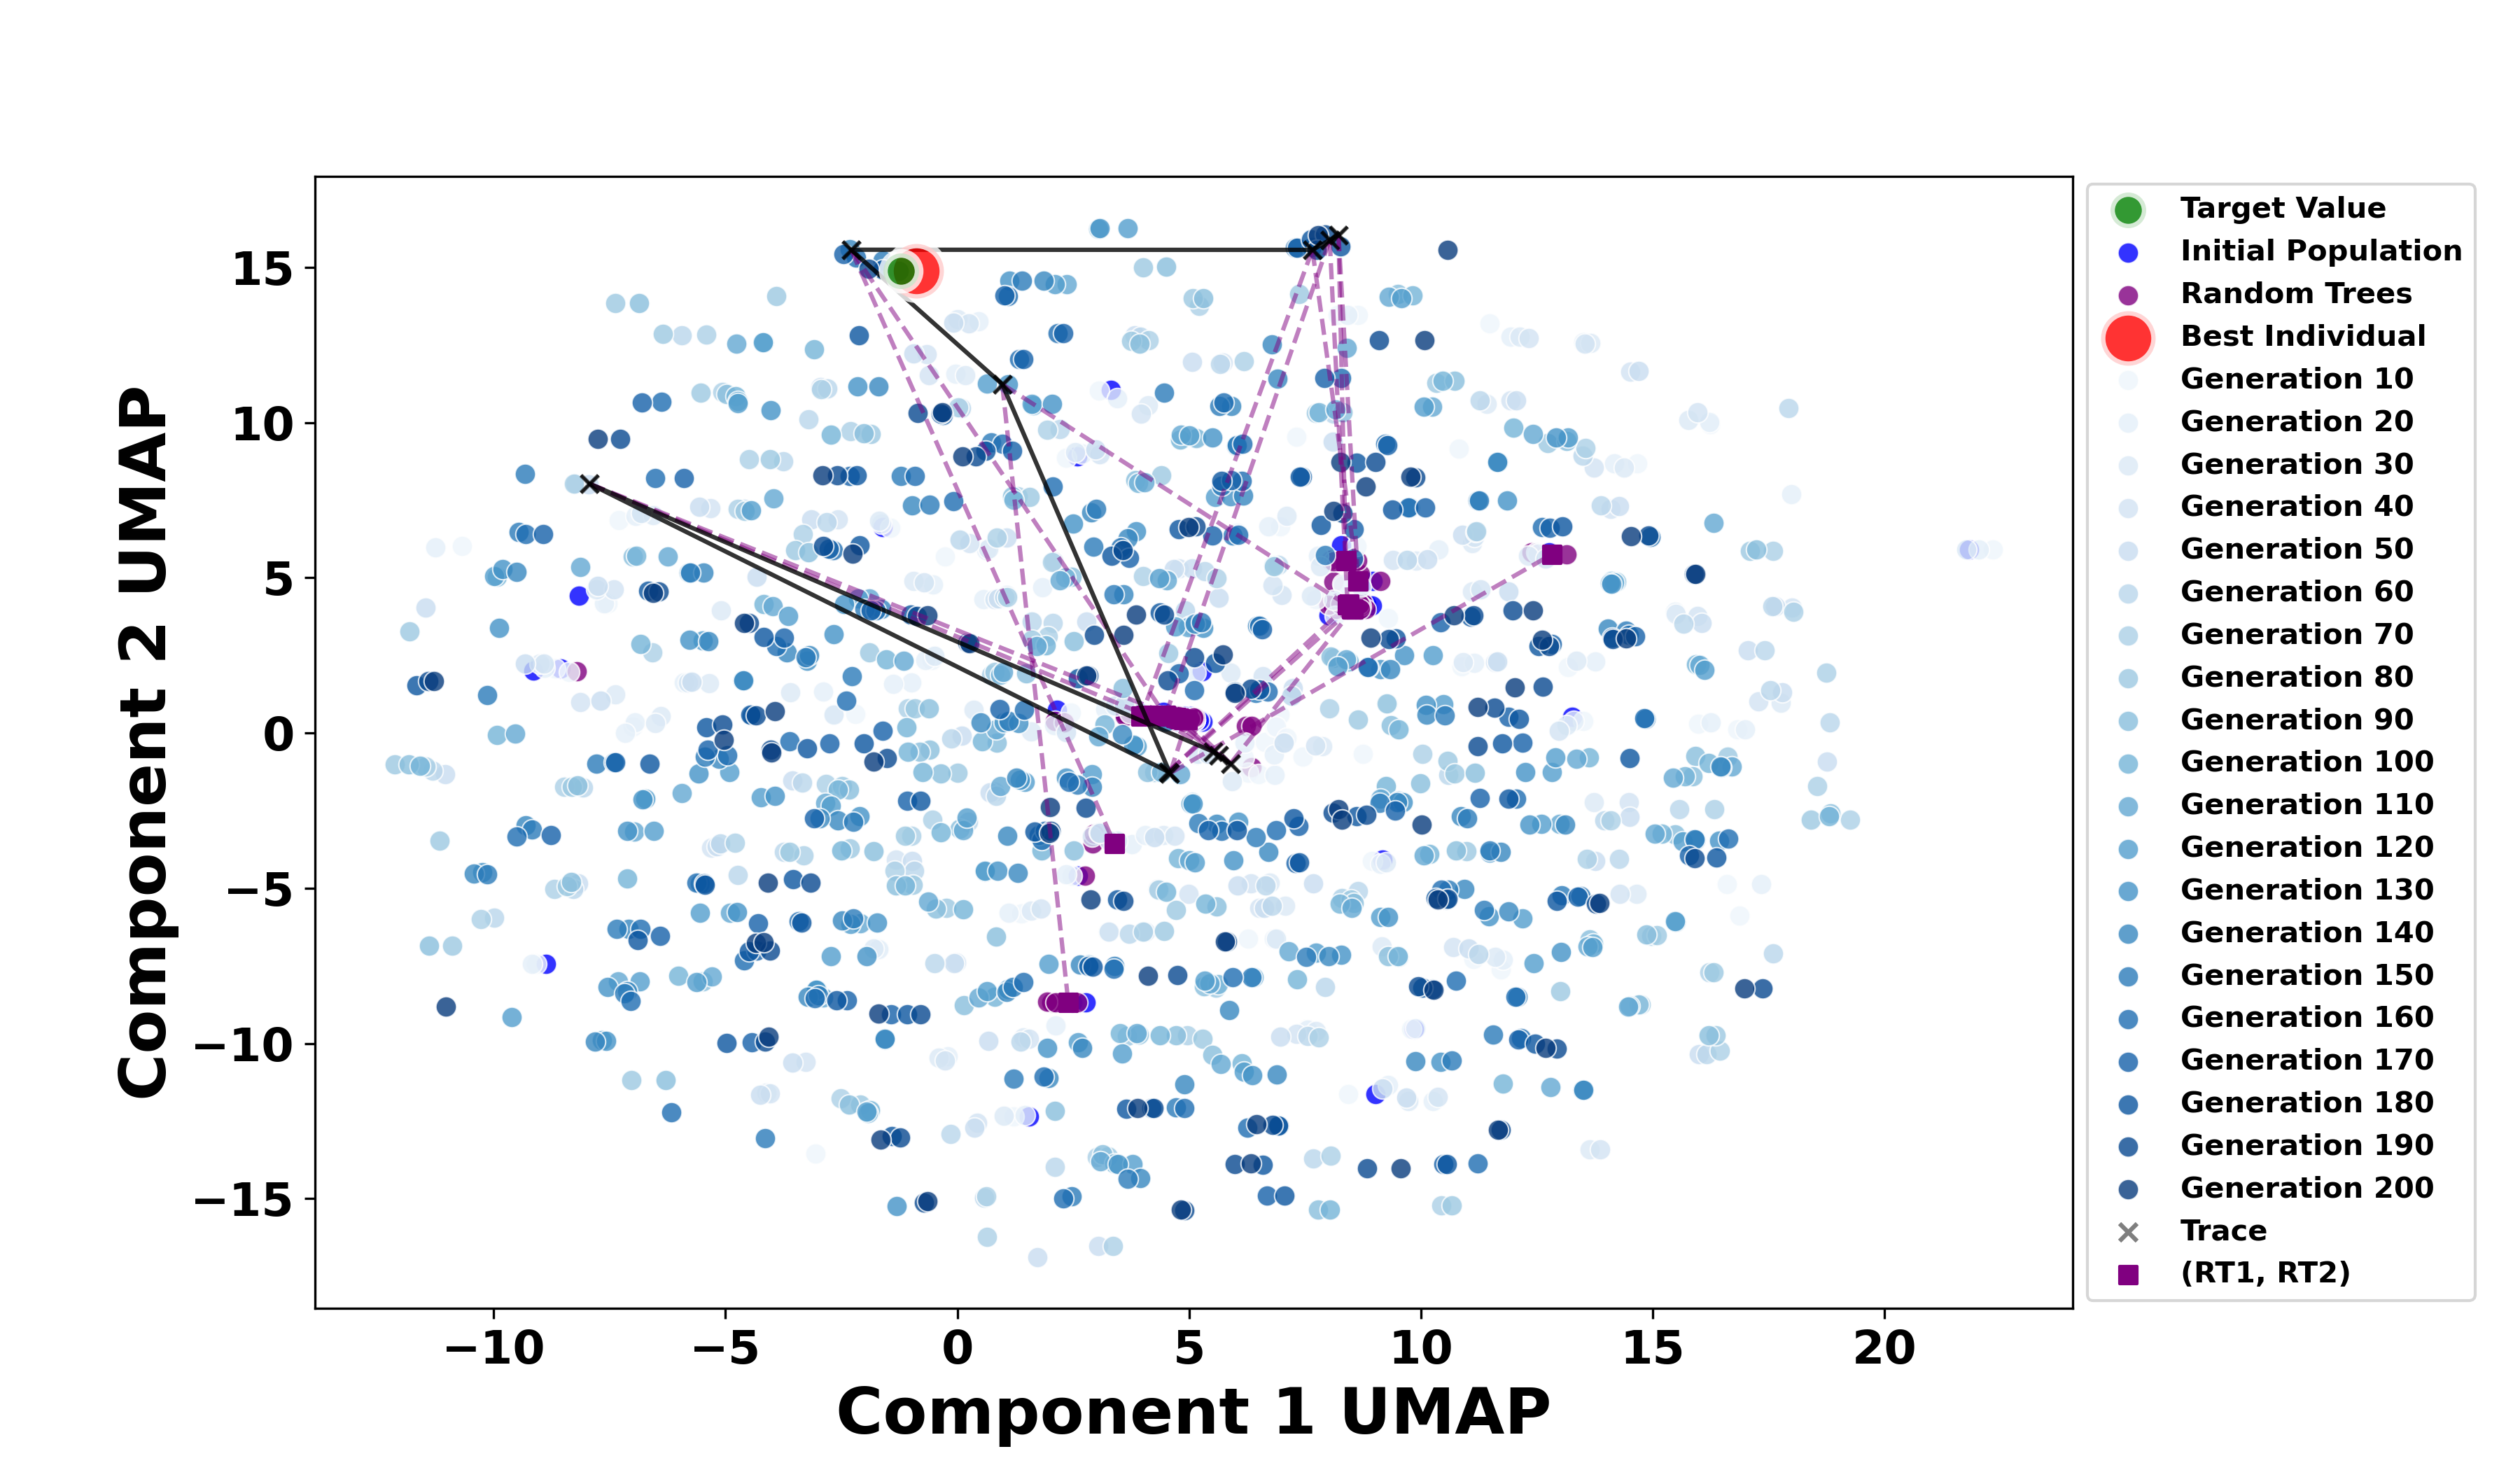 15
10
5
0
−5
−10
−15
Component 2 UMAP
−10
−5
0
5
10
15
20
Component 1 UMAP
Target Value
Initial Population
Random Trees
Best Individual
Generation 10
Generation 20
Generation 30
Generation 40
Generation 50
Generation 60
Generation 70
Generation 80
Generation 90
Generation 100
Generation 110
Generation 120
Generation 130
Generation 140
Generation 150
Generation 160
Generation 170
Generation 180
Generation 190
Generation 200
Trace
(RT1, RT2)